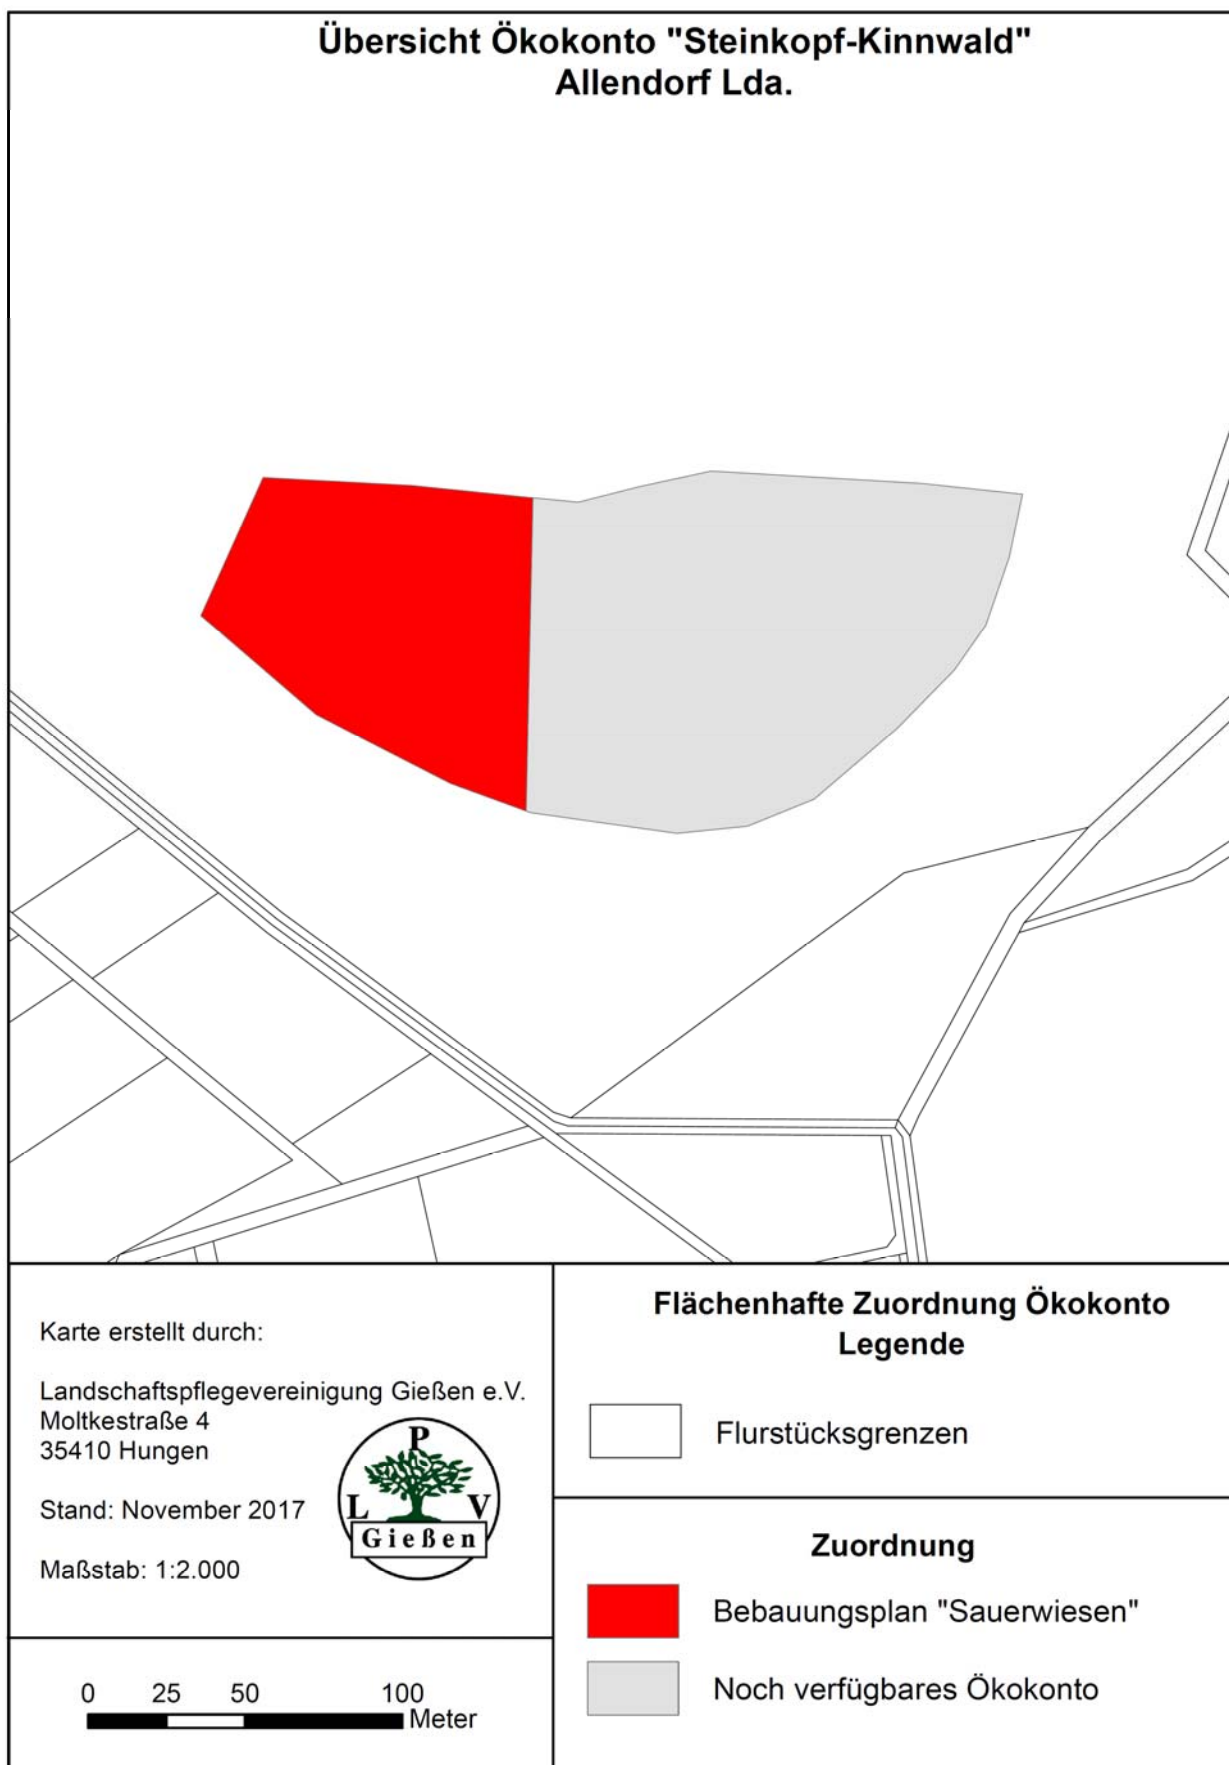 Übersicht Ökokonto "Steinkopf-Kinnwald"
Allendorf Lda.
Karte erstellt durch:
Landschaftspflegevereinigung Gießen e.V.
Moltkestraße 4
35410 Hungen
Stand: November 2017
Maßstab: 1:2.000
P
L V
Gießen
0 25 50 100
Meter
Flächenhafte Zuordnung Ökokonto
Legende
Flurstücksgrenzen
Zuordnung
Bebauungsplan "Sauerwiesen"
Noch verfügbares Ökokonto